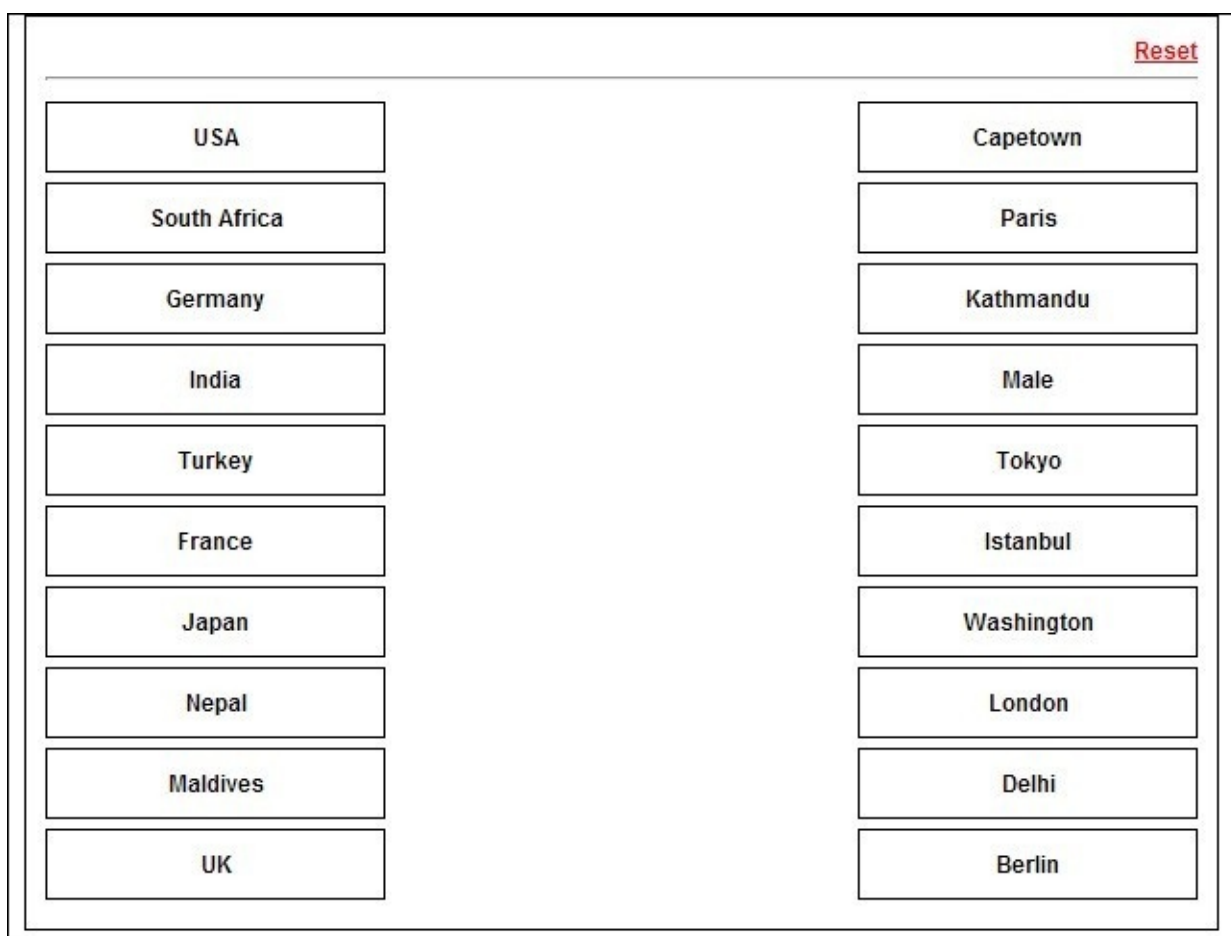 Reset
USA
Capetown
South Africa
Paris
Germany
Kathmandu
India
Male
Turkey
Tokyo
France
Istanbul
Japan
Washington
Nepal
London
Maldives
Delhi
UK
Berlin